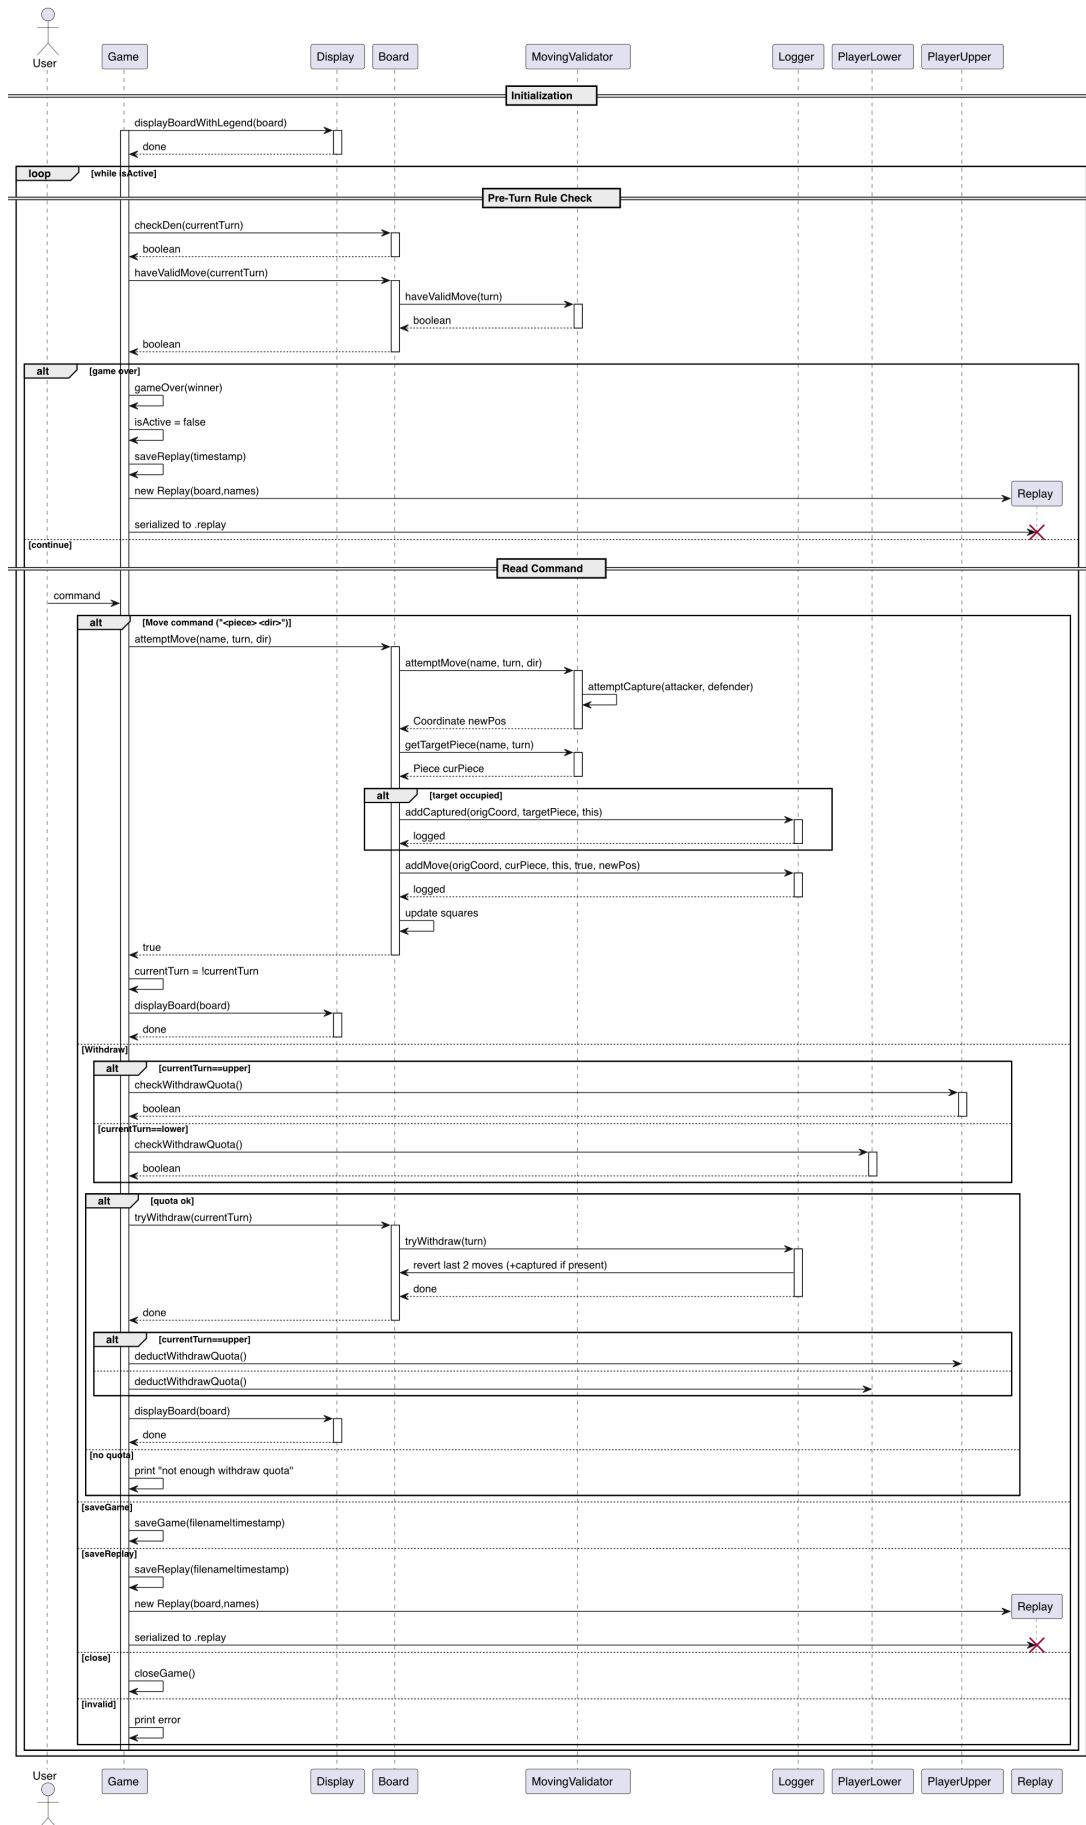 User
Game
Display
Board
MovingValidator
Logger
PlayerLower
PlayerUpper
Initialization
displayBoardWithLegend(board)
done
loop
[while isActive]
Pre-Turn Rule Check
checkDen(currentTurn)
boolean
haveValidMove(currentTurn)
haveValidMove(turn)
boolean
boolean
alt
[game over]
gameOver(winner)
isActive = false
saveReplay(timestamp)
new Replay(board,names)
Replay
serialized to .replay
[continue]
Read Command
command
alt
[Move command ("<piece> <dir>")]
attemptMove(name, turn, dir)
attemptMove(name, turn, dir)
attemptCapture(attacker, defender)
Coordinate newPos
getTargetPiece(name, turn)
Piece curPiece
alt
[target occupied]
addCaptured(origCoord, targetPiece, this)
logged
addMove(origCoord, curPiece, this, true, newPos)
logged
update squares
true
currentTurn = !currentTurn
displayBoard(board)
done
[Withdraw]
alt
[currentTurn==upper]
checkWithdrawQuota()
boolean
[currentTurn==lower]
checkWithdrawQuota()
boolean
alt
[quota ok]
tryWithdraw(currentTurn)
tryWithdraw(turn)
revert last 2 moves (+captured if present)
done
done
alt
[currentTurn==upper]
deductWithdrawQuota()
deductWithdrawQuota()
displayBoard(board)
done
[no quota]
print "not enough withdraw quota"
[saveGame]
saveGame(filename|timestamp)
[saveReplay]
saveReplay(filename|timestamp)
new Replay(board,names)
Replay
serialized to .replay
[close]
closeGame()
[invalid]
print error
User
Game
Display
Board
MovingValidator
Logger
PlayerLower
PlayerUpper
Replay